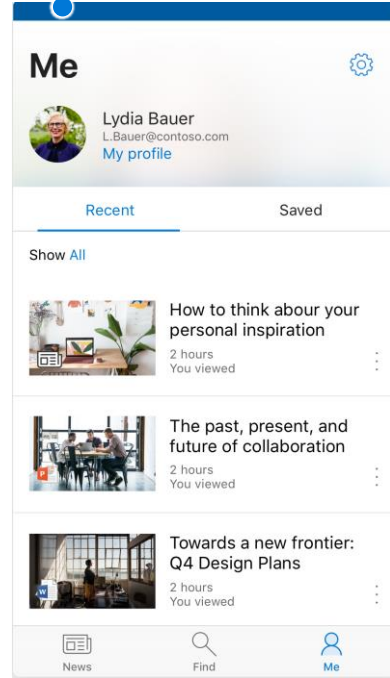 Me
Lydia Bauer
L.Bauer@contoso.com
My profile
Recent
Saved
Show All
How to think abour your
personal inspiration
2 hours
You viewed
The past, present, and
future of collaboration
2 hours
You viewed
P
Towards a new frontier:
Q4 Design Plans
2 hours
You viewed
W
News
Find
Me